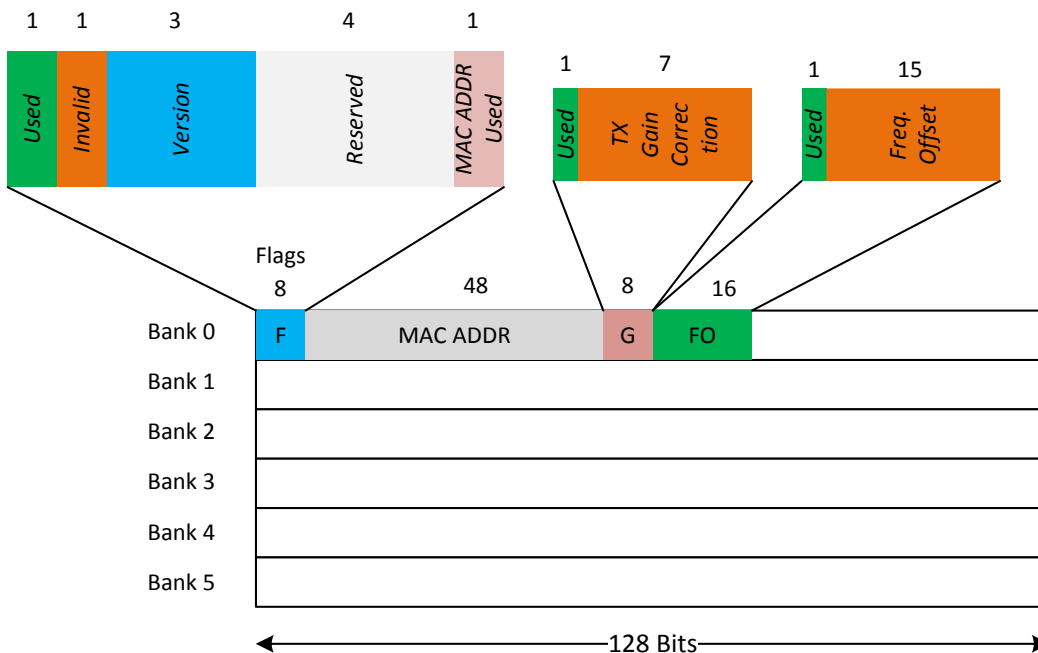 1 1 3 4 1
Used
Invalid
Version
Reserved
MAC ADDR
Used
1 7
Used
TX
Gain
Correc
tion
1 15
Used
Freq.
Offset
Flags
8 48 8 16
Bank 0 F MAC ADDR G FO
Bank 1
Bank 2
Bank 3
Bank 4
Bank 5
128 Bits